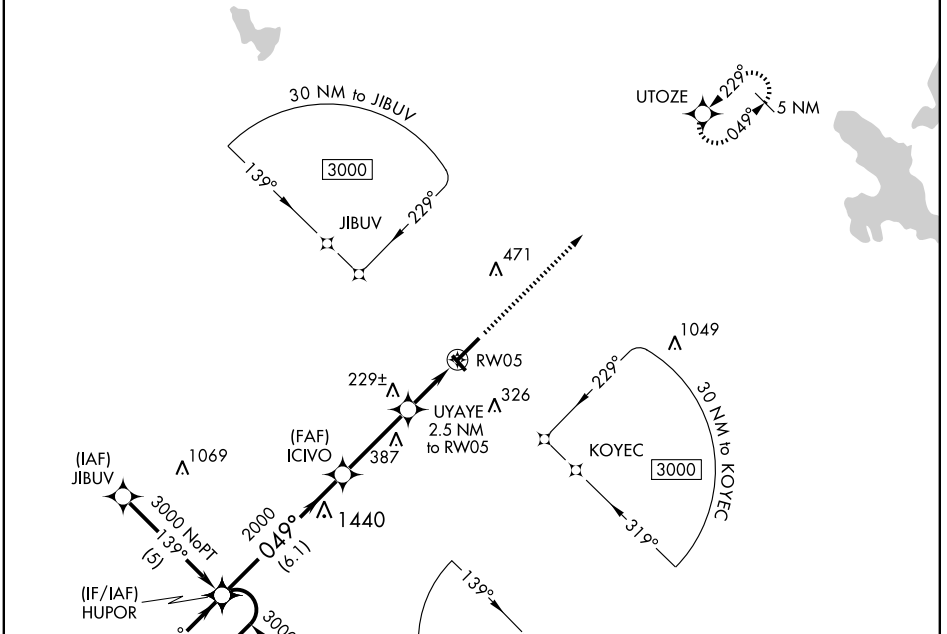 30 NM to JIBUV
3000
139°
229°
JIBUV
UTOZE
229°
049°
5 NM
471
RW05
1049
229±
UYAYE
2.5 NM
to RW05
326
229°
30 NM to KOYEC
KOYEC
3000
319°
(FAF)
ICIVO
387
1069
(IAF)
JIBUV
3000 NoPT
139°
(5)
2000
049°
(6.1)
1440
(IF/IAF)
HUPOR
3000
139°